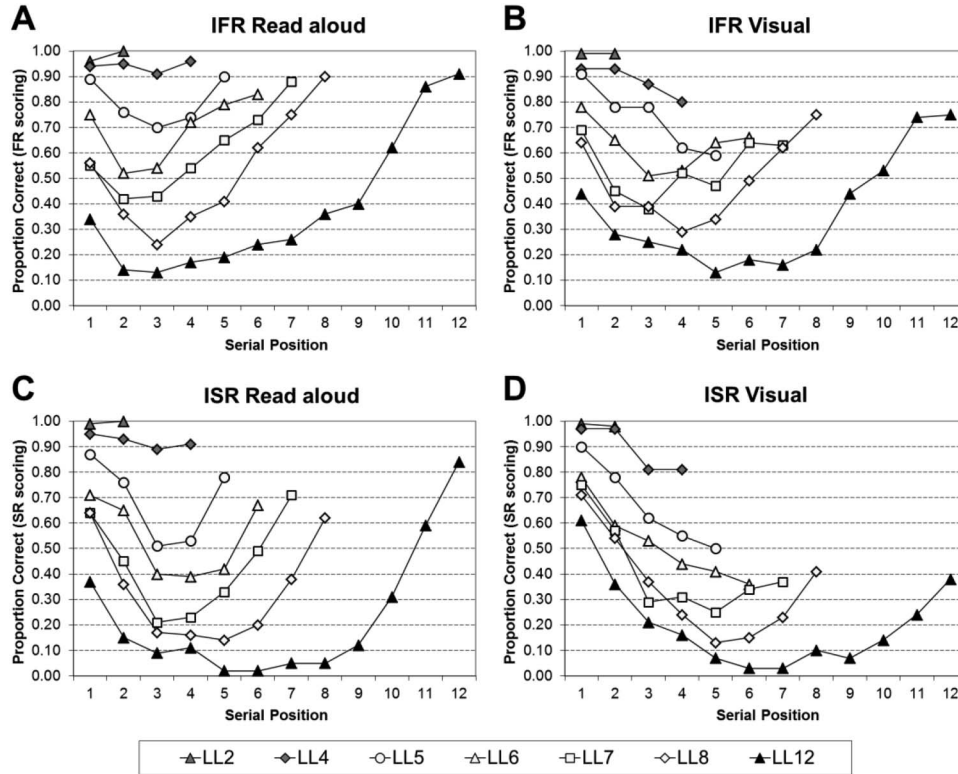 A
IFR Read aloud
Proportion Correct (FR scoring)
1.00
0.90
0.80
0.70
0.60
0.50
0.40
0.30
0.20
0.10
0.00
1 2 3 4 5 6 7 8 9 10 11 12
Serial Position
B
IFR Visual
Proportion Correct (FR scoring)
1.00
0.90
0.80
0.70
0.60
0.50
0.40
0.30
0.20
0.10
0.00
1 2 3 4 5 6 7 8 9 10 11 12
Serial Position
C
ISR Read aloud
Proportion Correct (SR scoring)
1.00
0.90
0.80
0.70
0.60
0.50
0.40
0.30
0.20
0.10
0.00
1 2 3 4 5 6 7 8 9 10 11 12
Serial Position
D
ISR Visual
Proportion Correct (SR scoring)
1.00
0.90
0.80
0.70
0.60
0.50
0.40
0.30
0.20
0.10
0.00
1 2 3 4 5 6 7 8 9 10 11 12
Serial Position
LL2 LL4 LL5 LL6 LL7 LL8 LL12